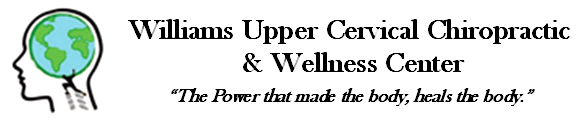 Williams Upper Cervical Chiropractic
& Wellness Center
“The Power that made the body, heals the body.”